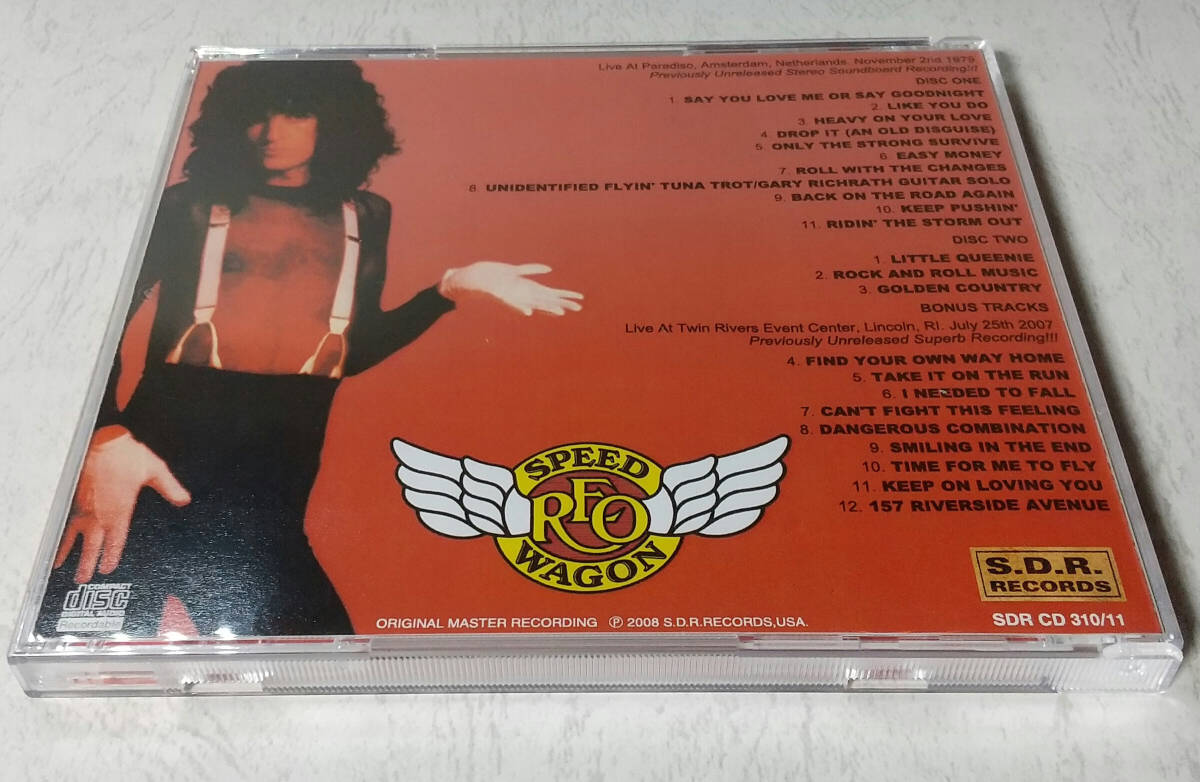 Live At Paradiso, Amsterdam, Netherlands. November 2nd 1979
Previously Unreleased Stereo Soundboard Recording!!!
DISC ONE
1. SAY YOU LOVE ME OR SAY GOODNIGHT
2. LIKE YOU DO
3. HEAVY ON YOUR LOVE
4. DROP IT (AN OLD DISGUISE)
5. ONLY THE STRONG SURVIVE
6. EASY MONEY
7. ROLL WITH THE CHANGES
8. UNIDENTIFIED FLYIN' TUNA TROT/GARY RICHRATH GUITAR SOLO
9. BACK ON THE ROAD AGAIN
10. KEEP PUSHIN'
11. RIDIN' THE STORM OUT
DISC TWO
1. LITTLE QUEENIE
2. ROCK AND ROLL MUSIC
3. GOLDEN COUNTRY
BONUS TRACKS
Live At Twin Rivers Event Center, Lincoln, RI. July 25th 2007
Previously Unreleased Superb Recording!!!
4. FIND YOUR OWN WAY HOME
5. TAKE IT ON THE RUN
6. I NEEDED TO FALL
7. CAN'T FIGHT THIS FEELING
8. DANGEROUS COMBINATION
9. SMILING IN THE END
10. TIME FOR ME TO FLY
11. KEEP ON LOVING YOU
12. 157 RIVERSIDE AVENUE
SPEED
REO
WAGON
S.D.R.
RECORDS
COMPACT
disc
DIGITAL AUDIO
Recordable
ORIGINAL MASTER RECORDING ℗ 2008 S.D.R.RECORDS,USA.
SDR CD 310/11